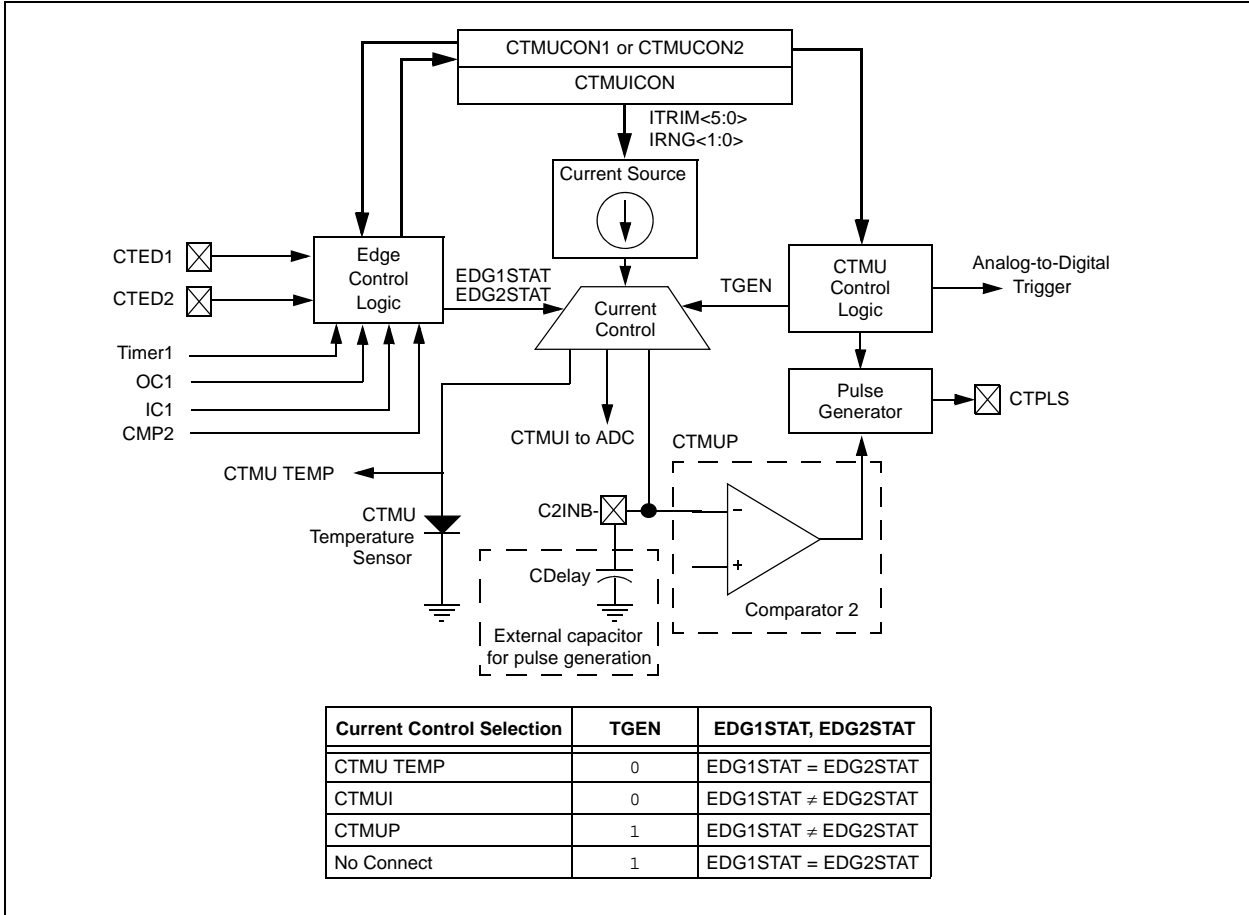 CTMUCON1 or CTMUCON2
CTMUICON
ITRIM<5:0>
IRNG<1:0>
Current Source
CTED1
CTED2
Edge
Control
Logic
EDG1STAT
EDG2STAT
Current
Control
TGEN
CTMU
Control
Logic
Analog-to-Digital
Trigger
Timer1
OC1
IC1
CMP2
Pulse
Generator
CTPLS
CTMUI to ADC
CTMUP
CTMU TEMP
C2INB-
CTMU
Temperature
Sensor
CDelay
External capacitor
for pulse generation
−
+
Comparator 2
Current Control Selection TGEN EDG1STAT, EDG2STAT
CTMU TEMP 0 EDG1STAT = EDG2STAT
CTMUI 0 EDG1STAT ≠ EDG2STAT
CTMUP 1 EDG1STAT ≠ EDG2STAT
No Connect 1 EDG1STAT = EDG2STAT